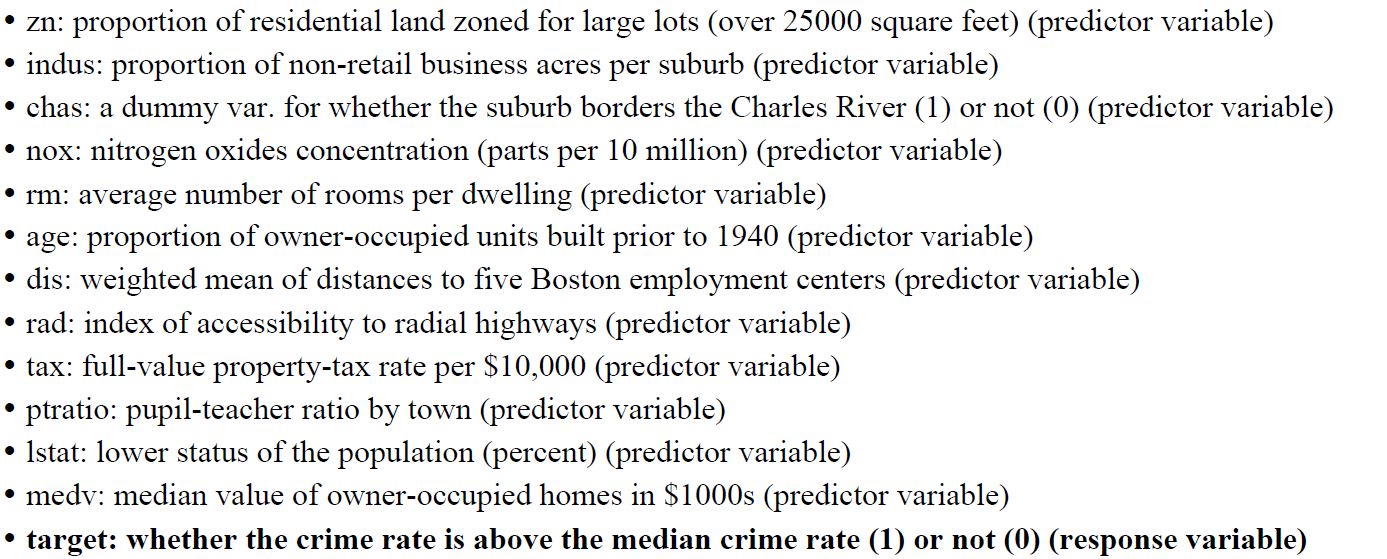 • zn: proportion of residential land zoned for large lots (over 25000 square feet) (predictor variable)
• indus: proportion of non-retail business acres per suburb (predictor variable)
• chas: a dummy var. for whether the suburb borders the Charles River (1) or not (0) (predictor variable)
• nox: nitrogen oxides concentration (parts per 10 million) (predictor variable)
• rm: average number of rooms per dwelling (predictor variable)
• age: proportion of owner-occupied units built prior to 1940 (predictor variable)
• dis: weighted mean of distances to five Boston employment centers (predictor variable)
• rad: index of accessibility to radial highways (predictor variable)
• tax: full-value property-tax rate per $10,000 (predictor variable)
• ptratio: pupil-teacher ratio by town (predictor variable)
• lstat: lower status of the population (percent) (predictor variable)
• medv: median value of owner-occupied homes in $1000s (predictor variable)
• target: whether the crime rate is above the median crime rate (1) or not (0) (response variable)